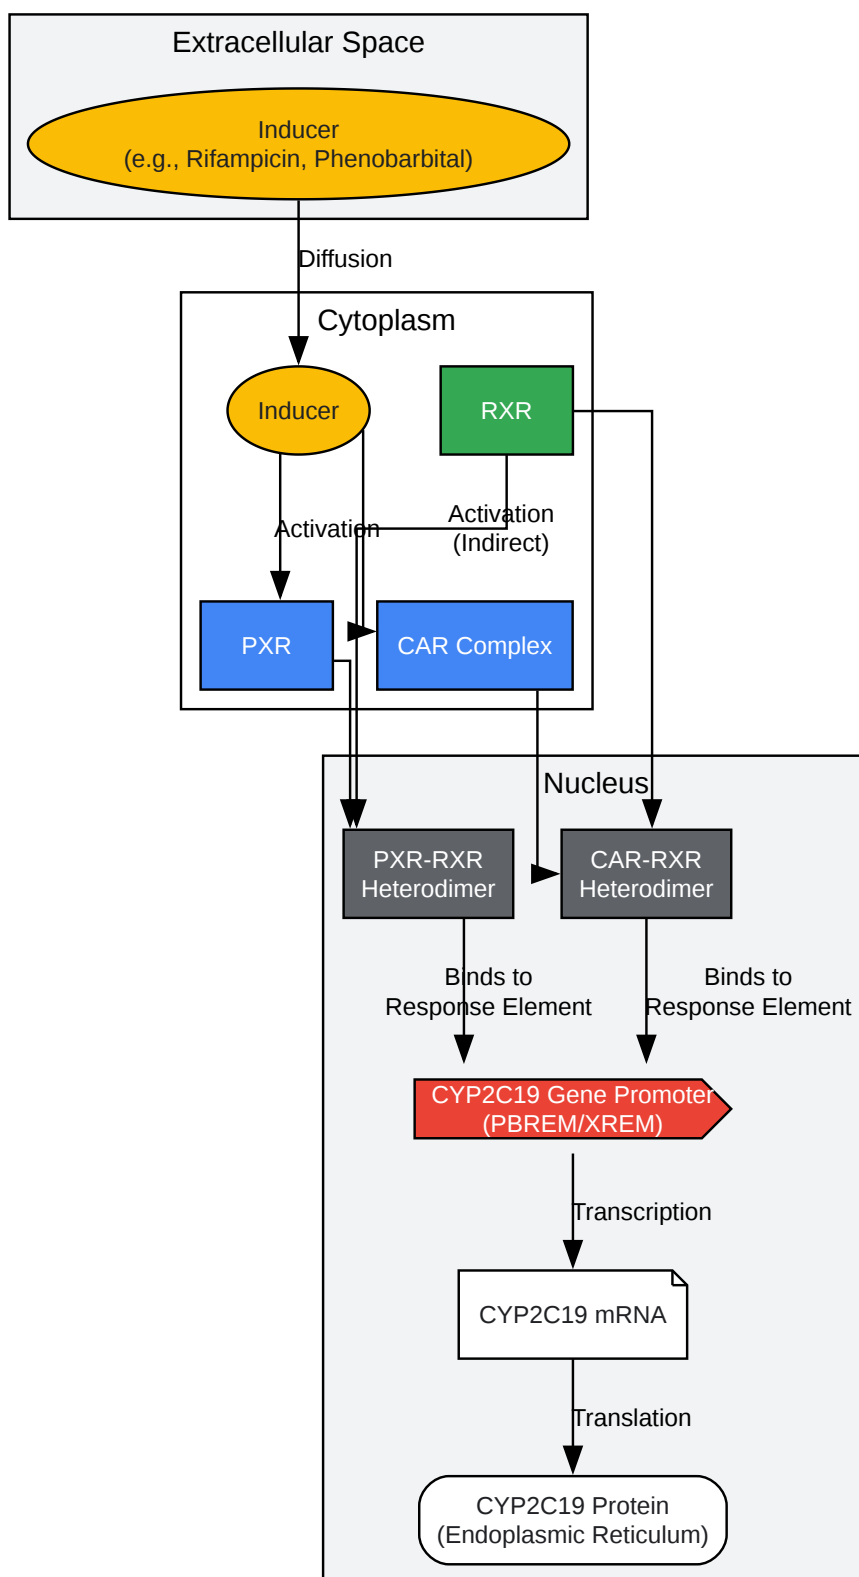 Extracellular Space
Inducer
(e.g., Rifampicin, Phenobarbital)
Diffusion
Cytoplasm
Inducer
RXR
Activation
Activation
(Indirect)
PXR
CAR Complex
Nucleus
PXR-RXR
Heterodimer
CAR-RXR
Heterodimer
Binds to
Response Element
Binds to
Response Element
CYP2C19 Gene Promoter
(PBREM/XREM)
Transcription
CYP2C19 mRNA
Translation
CYP2C19 Protein
(Endoplasmic Reticulum)